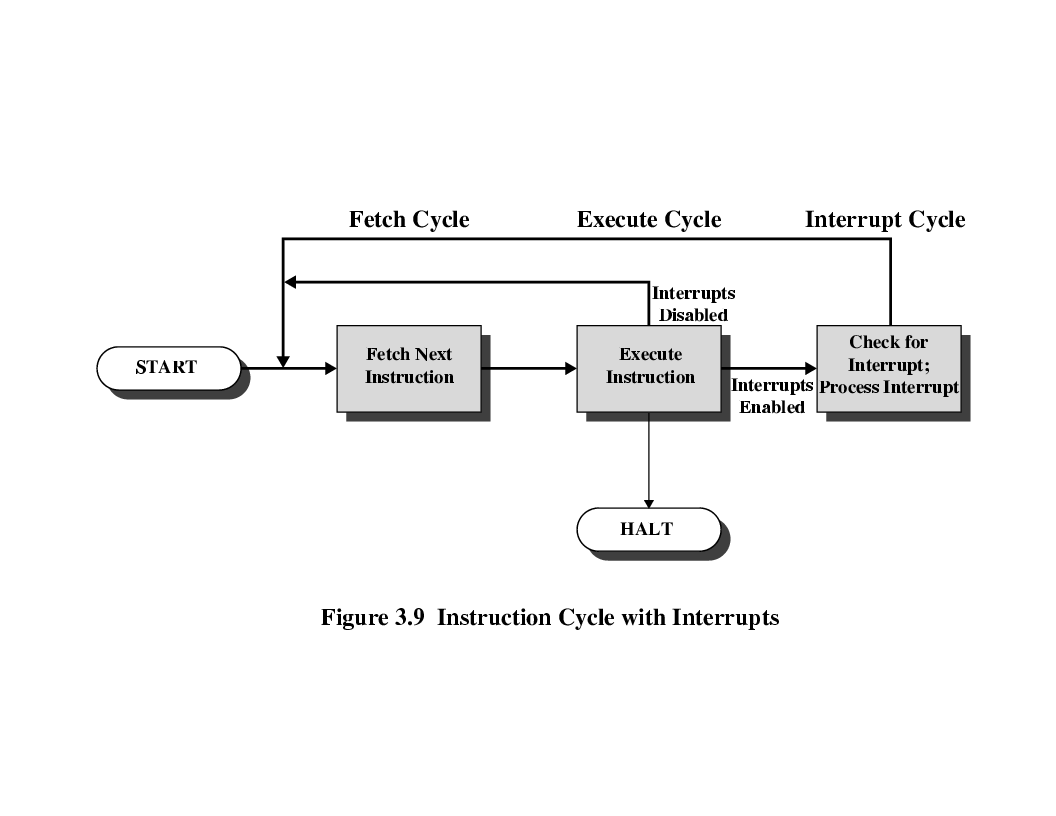 Fetch Cycle
Execute Cycle
Interrupt Cycle
Interrupts
Disabled
START
Fetch Next
Instruction
Execute
Instruction
Interrupts
Enabled
Check for
Interrupt;
Process Interrupt
HALT
Figure 3.9 Instruction Cycle with Interrupts